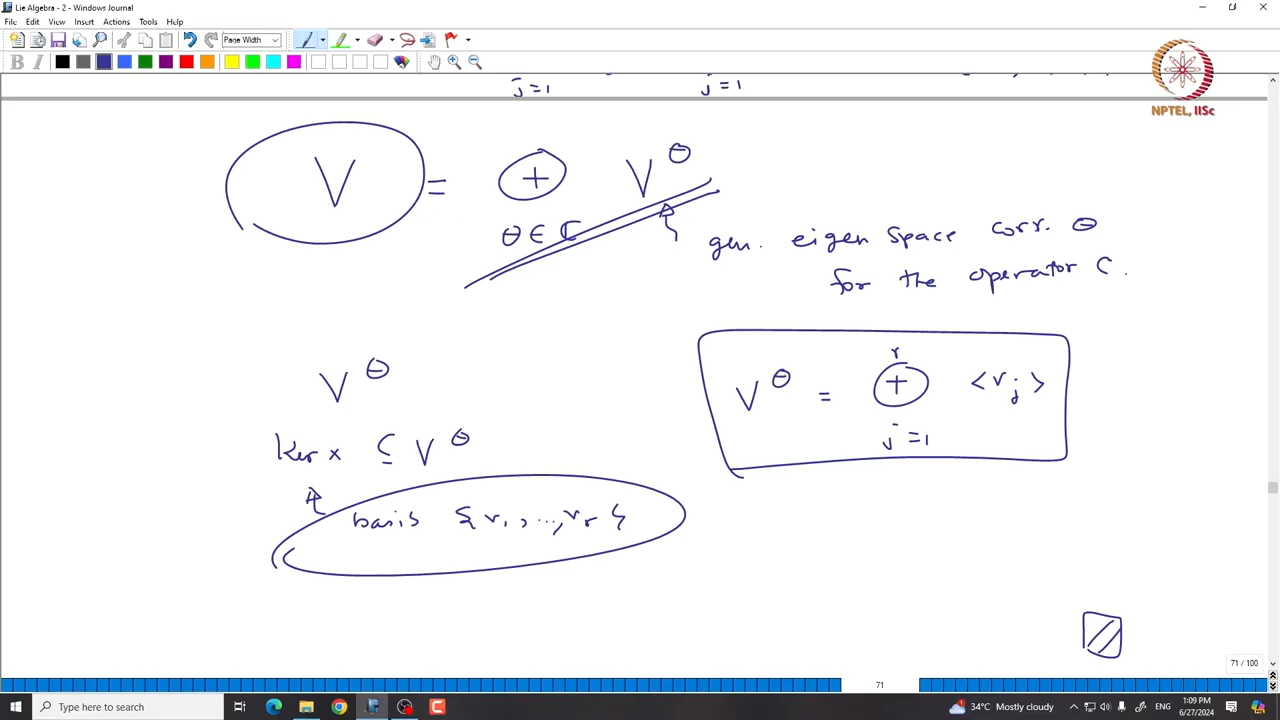 Lie Algebra - 2 - Windows Journal
File Edit View Insert Actions Tools Help
Page Width
B I
NPTEL, IISc
j=1 j=1
V = ⊕ V^θ
θ ∈ ℂ
gen. eigen space corr. θ
for the operator C.
V^θ
V^θ = ⊕ <v_j>
r
j=1
Ker x ⊆ V^θ
basis {v₁, ..., v_r}
71 / 100
71
Type here to search
34°C Mostly cloudy
ENG
1:09 PM
6/27/2024